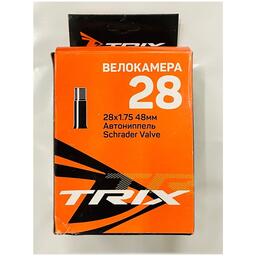 TRIX
ВЕЛОКАМЕРА
28
28x1.75 48мм
Автониппель
Schrader Valve
TRIX